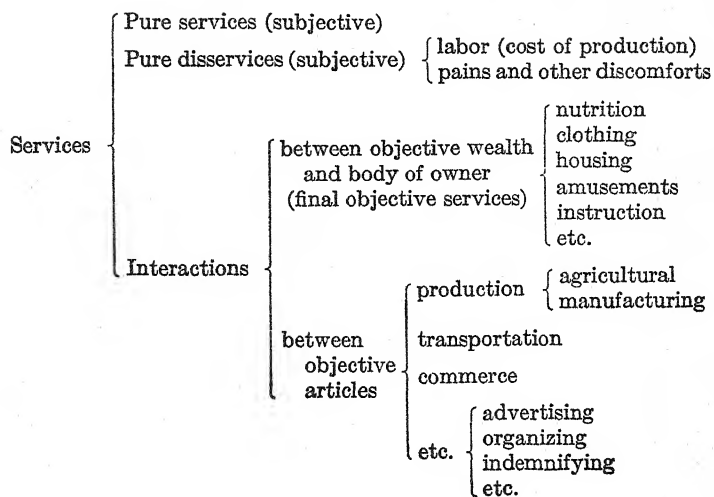 Pure services (subjective)
Pure disservices (subjective)
labor (cost of production)
pains and other discomforts
Services
Interactions
between objective wealth
and body of owner
(final objective services)
nutrition
clothing
housing
amusements
instruction
etc.
between
objective
articles
production
agricultural
manufacturing
transportation
commerce
etc.
advertising
organizing
indemnifying
etc.